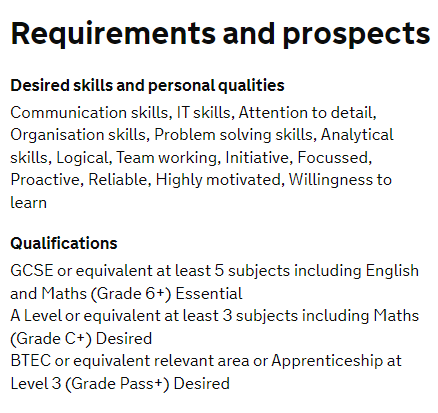 Requirements and prospects
Desired skills and personal qualities
Communication skills, IT skills, Attention to detail,
Organisation skills, Problem solving skills, Analytical
skills, Logical, Team working, Initiative, Focussed,
Proactive, Reliable, Highly motivated, Willingness to
learn
Qualifications
GCSE or equivalent at least 5 subjects including English
and Maths (Grade 6+) Essential
A Level or equivalent at least 3 subjects including Maths
(Grade C+) Desired
BTEC or equivalent relevant area or Apprenticeship at
Level 3 (Grade Pass+) Desired